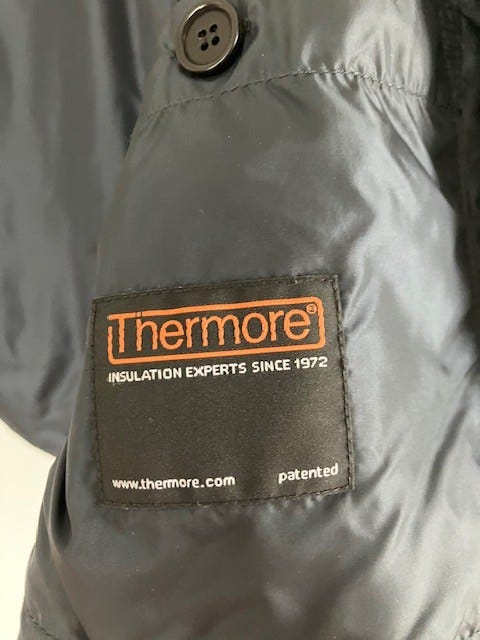 Thermore®
INSULATION EXPERTS SINCE 1972
www.thermore.com patented